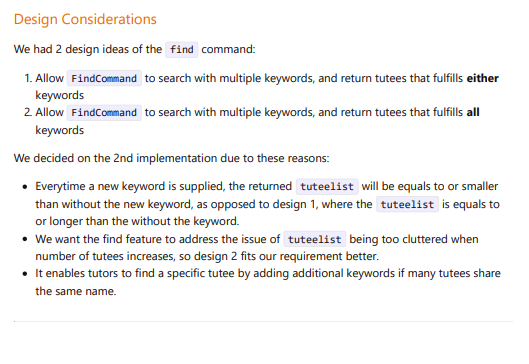 Design Considerations
We had 2 design ideas of the find command:
1. Allow FindCommand to search with multiple keywords, and return tutees that fulfills either
keywords
2. Allow FindCommand to search with multiple keywords, and return tutees that fulfills all
keywords
We decided on the 2nd implementation due to these reasons:
• Everytime a new keyword is supplied, the returned tuteelist will be equals to or smaller
than without the new keyword, as opposed to design 1, where the tuteelist is equals to
or longer than the without the keyword.
• We want the find feature to address the issue of tuteelist being too cluttered when
number of tutees increases, so design 2 fits our requirement better.
• It enables tutors to find a specific tutee by adding additional keywords if many tutees share
the same name.